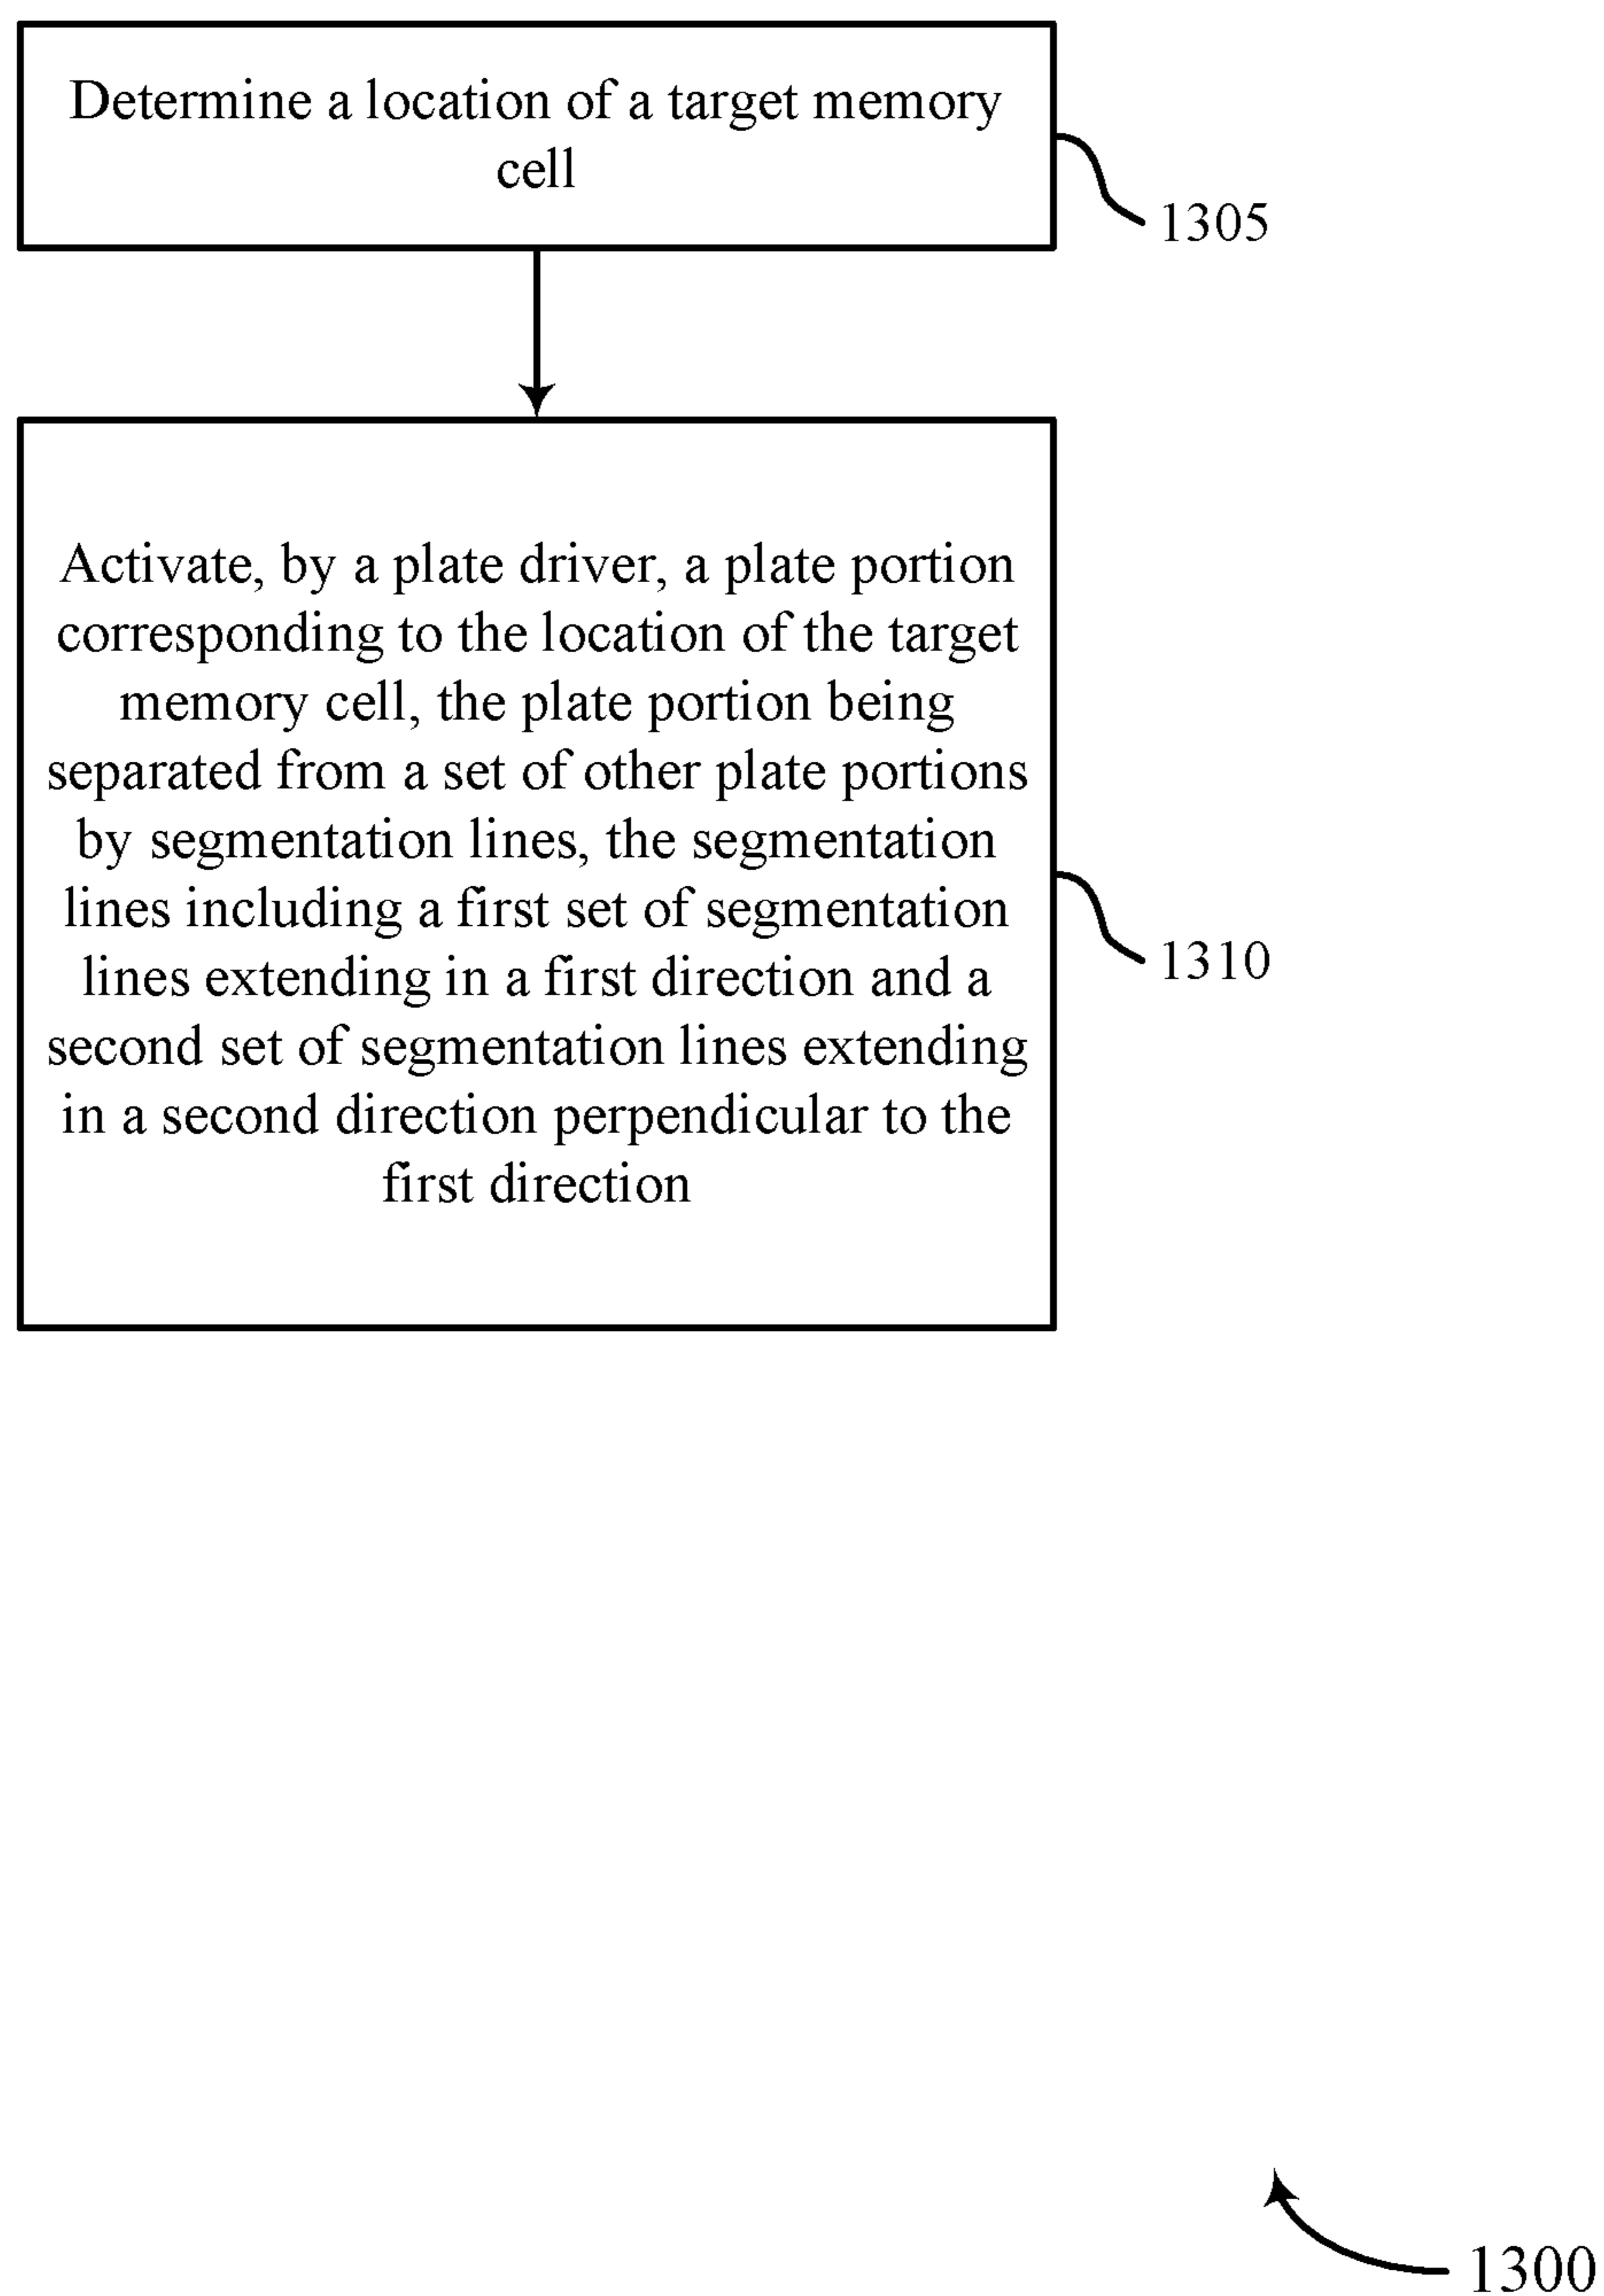 Determine a location of a target memory
cell
1305
Activate, by a plate driver, a plate portion
corresponding to the location of the target
memory cell, the plate portion being
separated from a set of other plate portions
by segmentation lines, the segmentation
lines including a first set of segmentation
lines extending in a first direction and a
second set of segmentation lines extending
in a second direction perpendicular to the
first direction
1310
1300